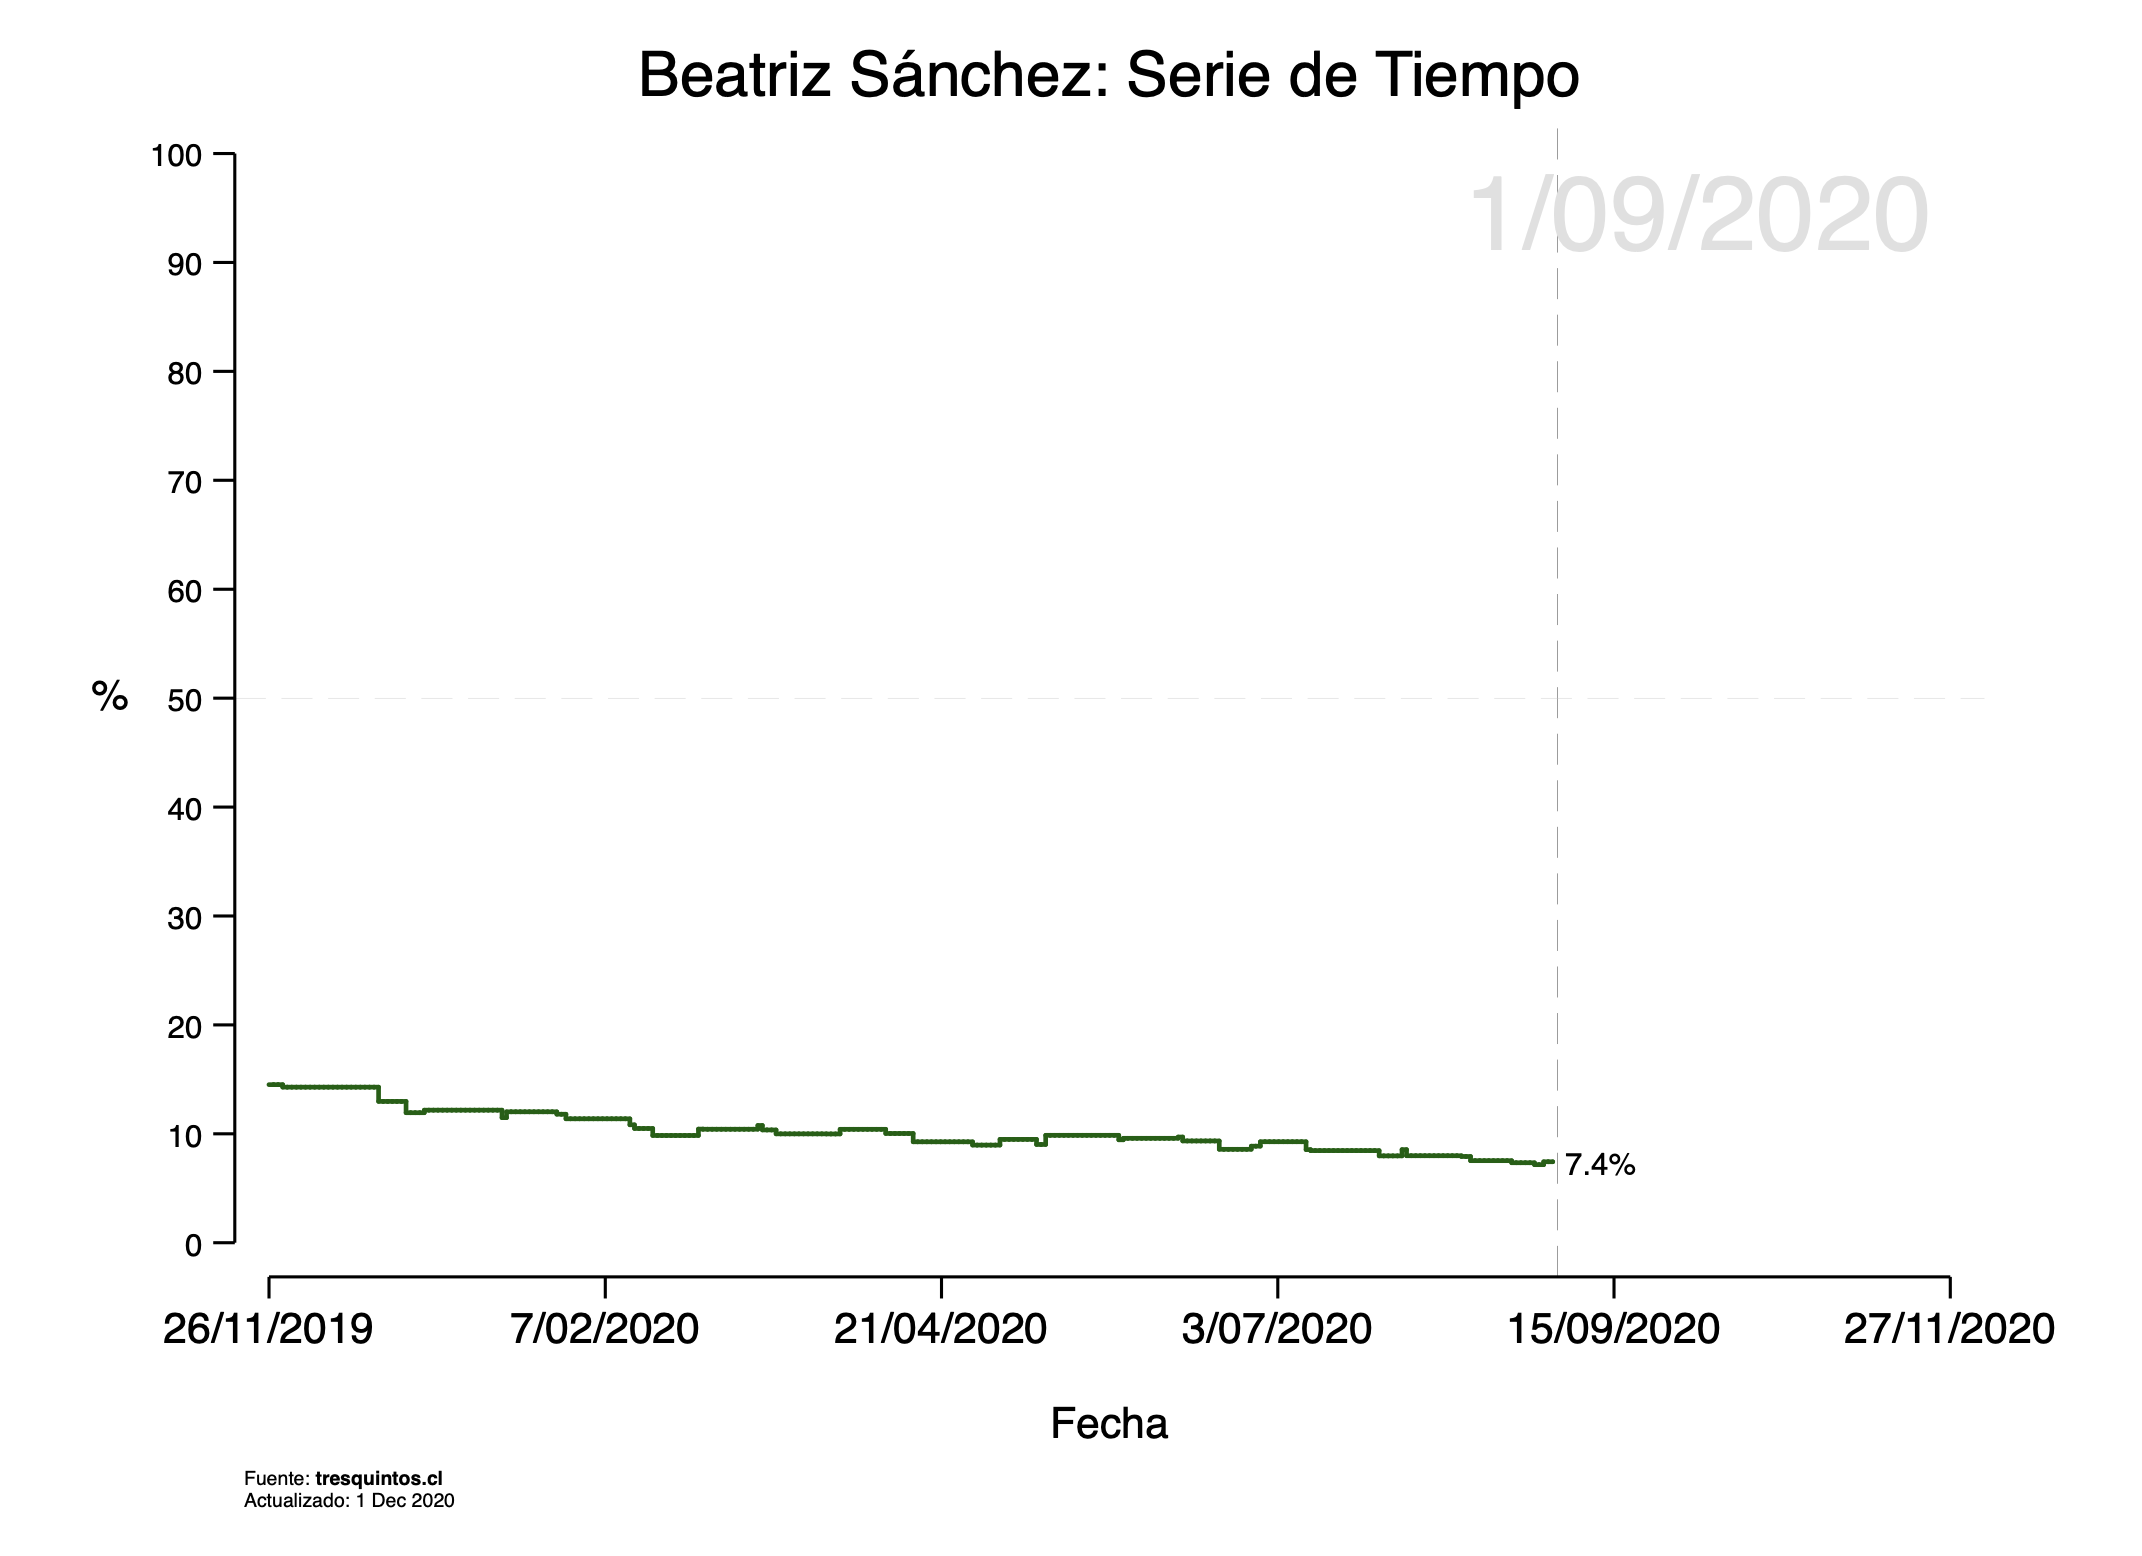 Beatriz Sánchez: Serie de Tiempo
1/09/2020
100
90
80
70
60
50
40
30
20
10
0
%
7.4%
26/11/2019 7/02/2020 21/04/2020 3/07/2020 15/09/2020 27/11/2020
Fecha
Fuente: tresquintos.cl
Actualizado: 1 Dec 2020